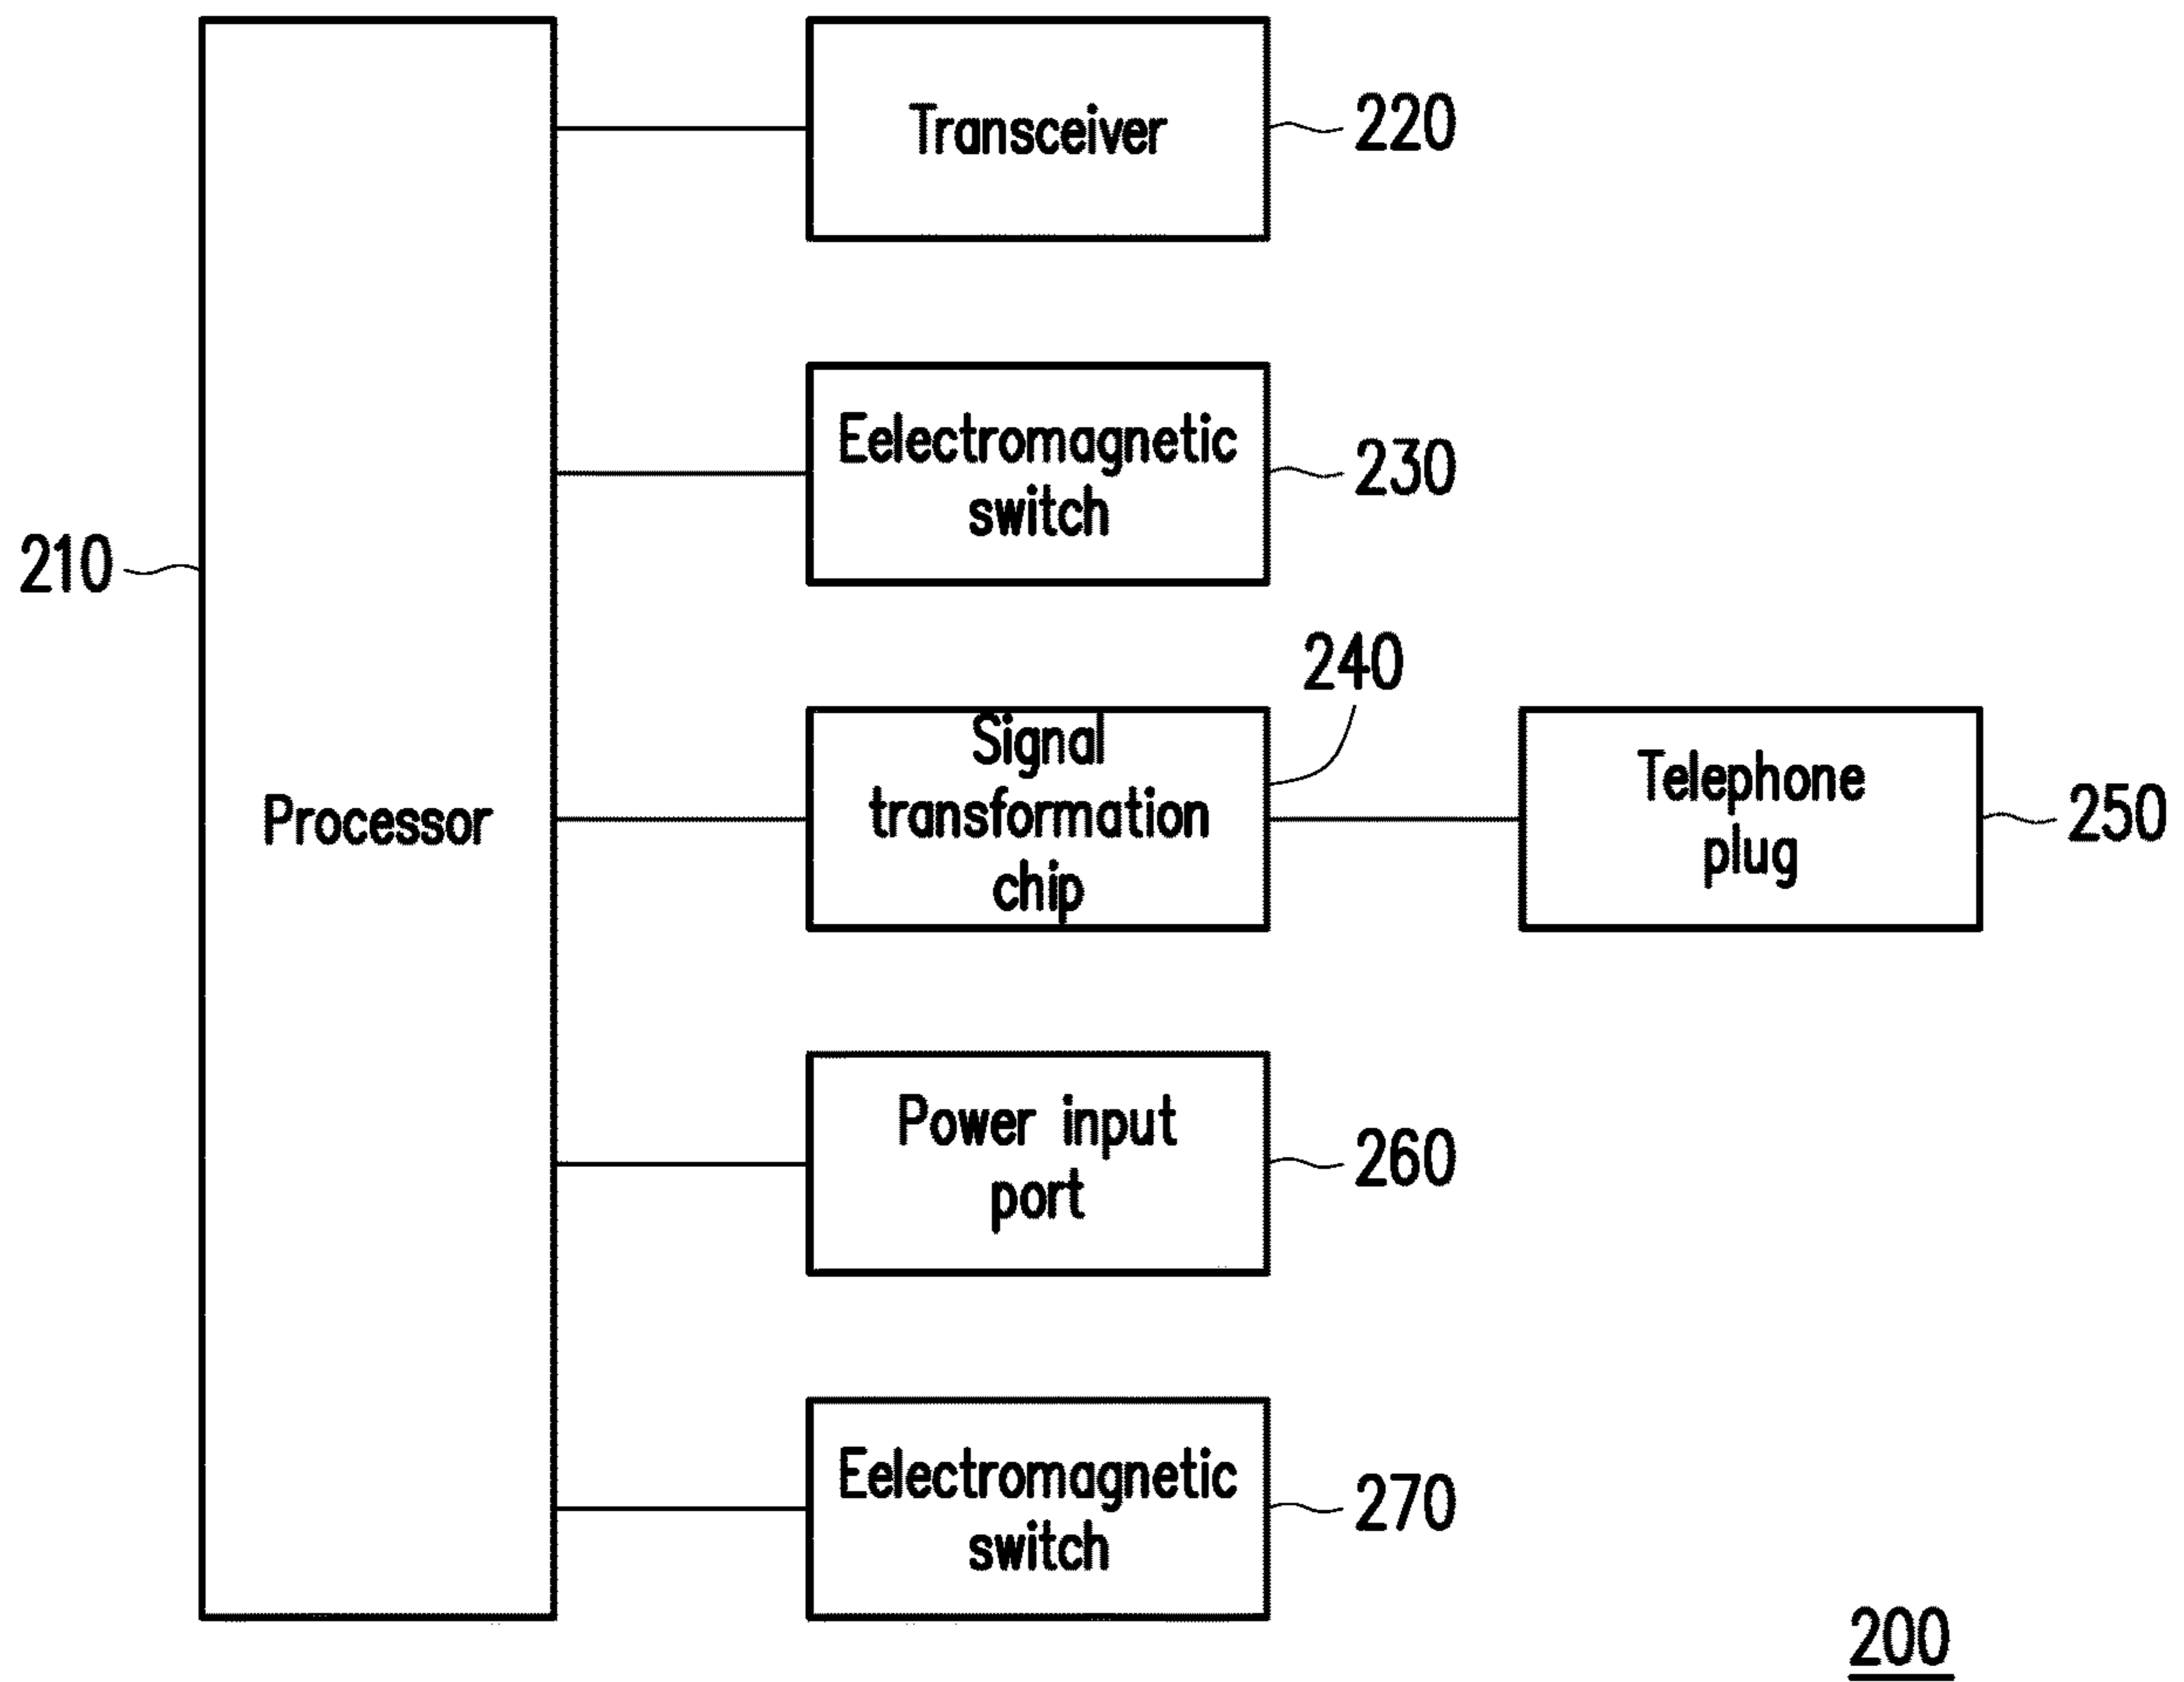 Transceiver
220
Eelectromagnetic
switch
230
210
240
Signal
transformation
chip
Telephone
plug
250
Processor
Power input
port
260
Eelectromagnetic
switch
270
200